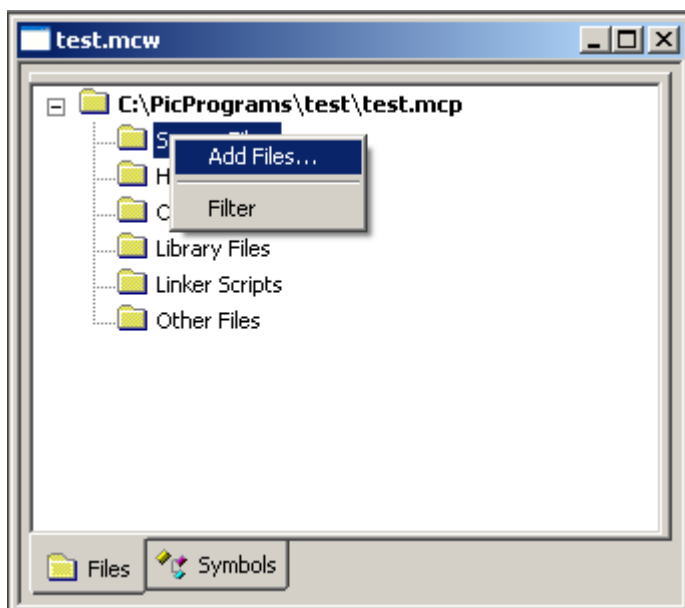 test.mcw
C:\PicPrograms\test\test.mcp
S
Add Files...
H
Filter
Library Files
Linker Scripts
Other Files
Files
Symbols